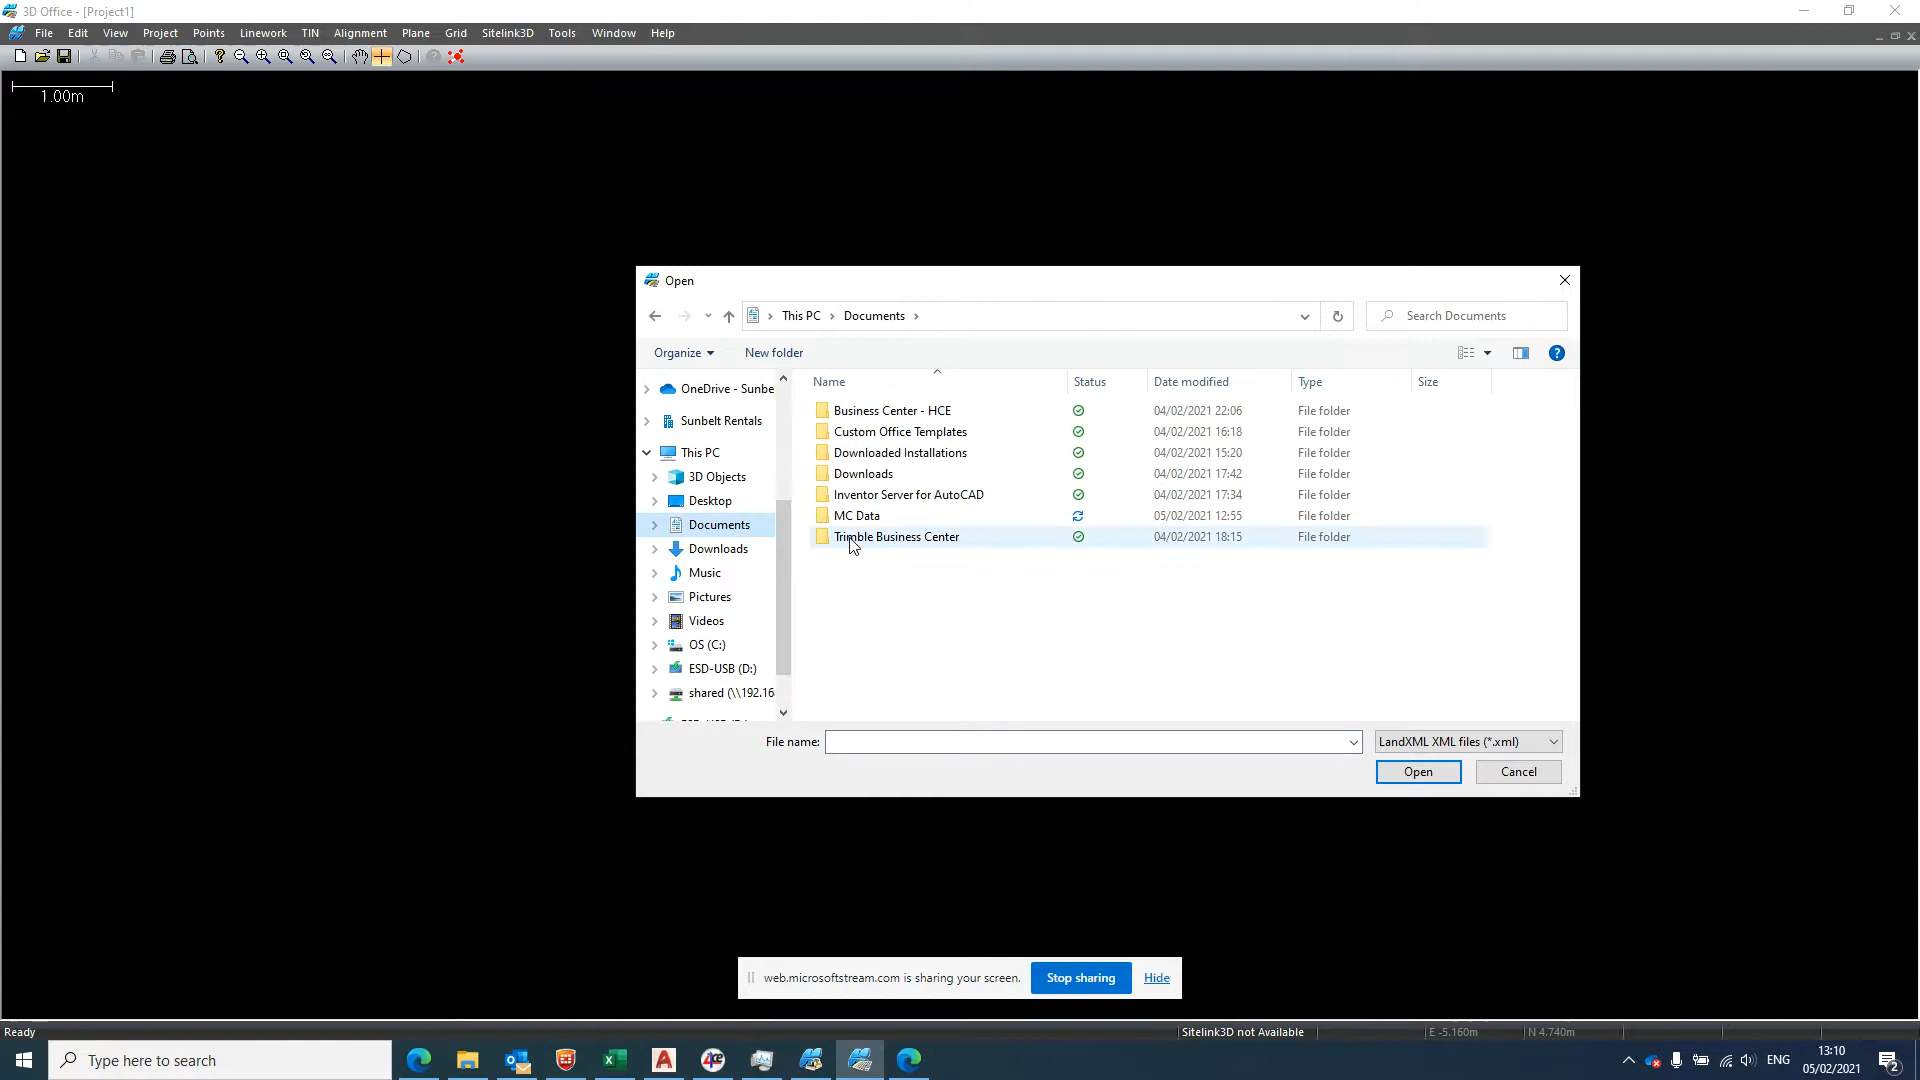 3D Office - [Project1]
File Edit View Project Points Linework TIN Alignment Plane Grid Sitelink3D Tools Window Help
1.00m
Open
This PC > Documents >
Search Documents
Organize
New folder
Name Status Date modified Type Size
OneDrive - Sunbe
Sunbelt Rentals
This PC
3D Objects
Desktop
Documents
Downloads
Music
Pictures
Videos
OS (C:)
ESD-USB (D:)
shared (\\192.16
Business Center - HCE 04/02/2021 22:06 File folder
Custom Office Templates 04/02/2021 16:18 File folder
Downloaded Installations 04/02/2021 15:20 File folder
Downloads 04/02/2021 17:42 File folder
Inventor Server for AutoCAD 04/02/2021 17:34 File folder
MC Data 05/02/2021 12:55 File folder
Trimble Business Center 04/02/2021 18:15 File folder
File name:
LandXML XML files (*.xml)
Open Cancel
web.microsoftstream.com is sharing your screen. Stop sharing Hide
Ready Sitelink3D not Available E -5.160m N 4.740m
Type here to search
ENG
13:10
05/02/2021
2